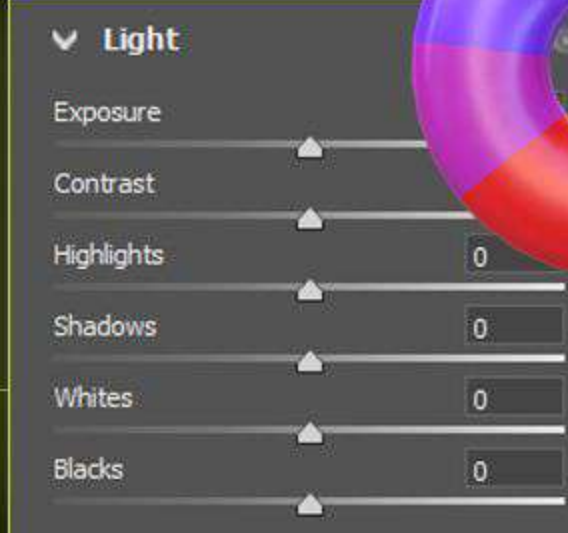 Light
Exposure
Contrast
Highlights 0
Shadows 0
Whites 0
Blacks 0